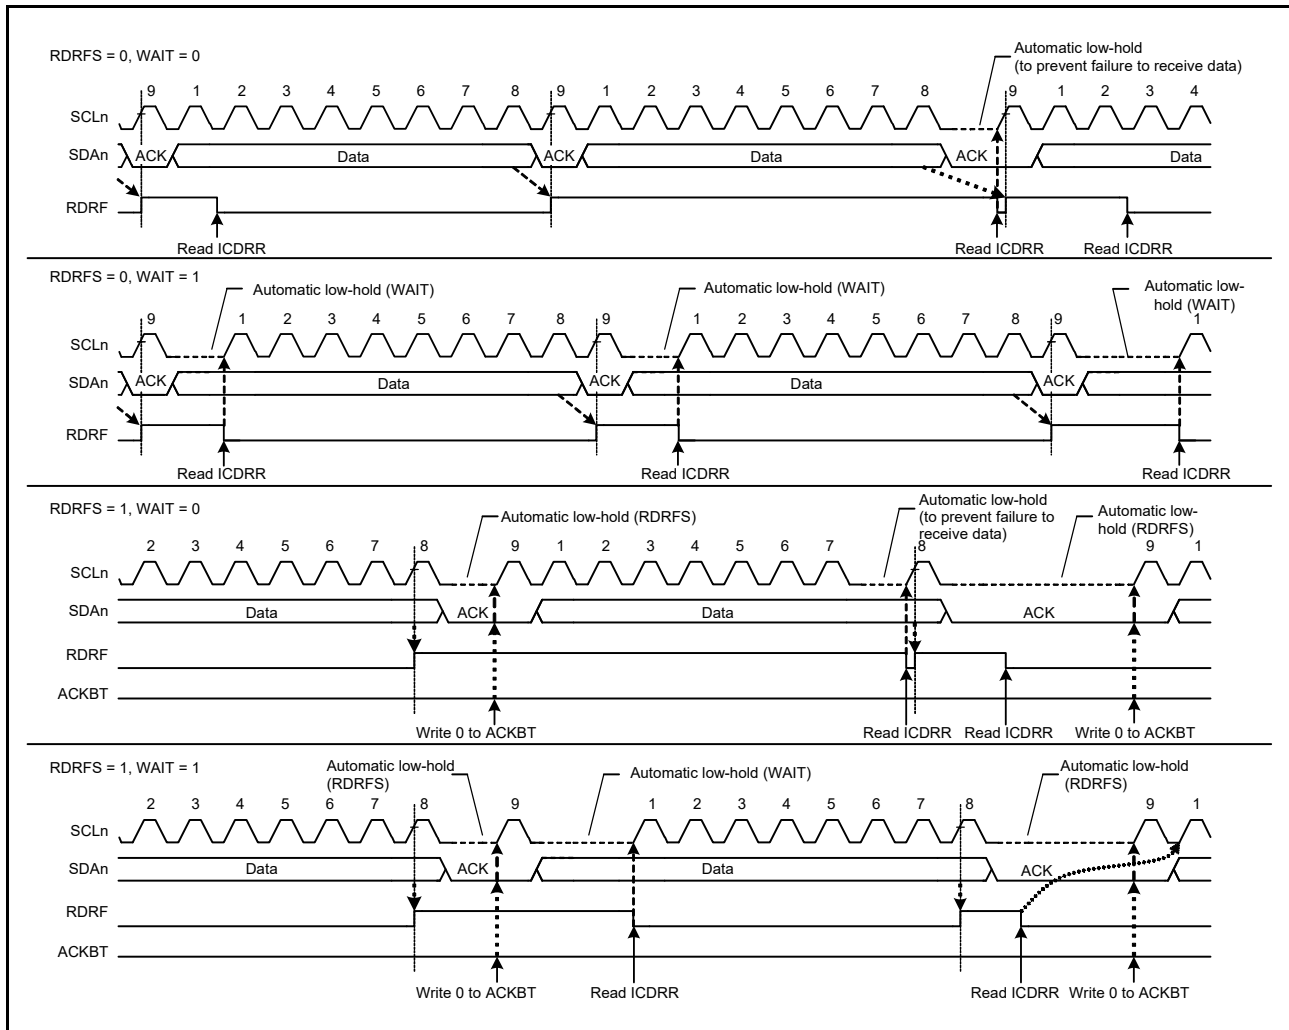 RDRFS = 0, WAIT = 0
Automatic low-hold
(to prevent failure to receive data)
9 1 2 3 4 5 6 7 8 9 1 2 3 4 5 6 7 8 9 1 2 3 4
SCLn
SDAn ACK Data ACK Data ACK Data
RDRF
Read ICDRR Read ICDRR Read ICDRR
RDRFS = 0, WAIT = 1
Automatic low-hold (WAIT) Automatic low-hold (WAIT) Automatic low-
hold (WAIT)
9 1 2 3 4 5 6 7 8 9 1 2 3 4 5 6 7 8 9 1
SCLn
SDAn ACK Data ACK Data ACK
RDRF
Read ICDRR Read ICDRR Read ICDRR
RDRFS = 1, WAIT = 0
Automatic low-hold (RDRFS)
Automatic low-hold
(to prevent failure to
receive data)
Automatic low-
hold (RDRFS)
2 3 4 5 6 7 8 9 1 2 3 4 5 6 7 8 9 1
SCLn
SDAn Data ACK Data ACK
RDRF
ACKBT
Write 0 to ACKBT Read ICDRR Read ICDRR Write 0 to ACKBT
RDRFS = 1, WAIT = 1
Automatic low-hold
(RDRFS)
Automatic low-hold (WAIT)
Automatic low-hold
(RDRFS)
2 3 4 5 6 7 8 9 1 2 3 4 5 6 7 8 9 1
SCLn
SDAn Data ACK Data ACK
RDRF
ACKBT
Write 0 to ACKBT Read ICDRR Read ICDRR Write 0 to ACKBT